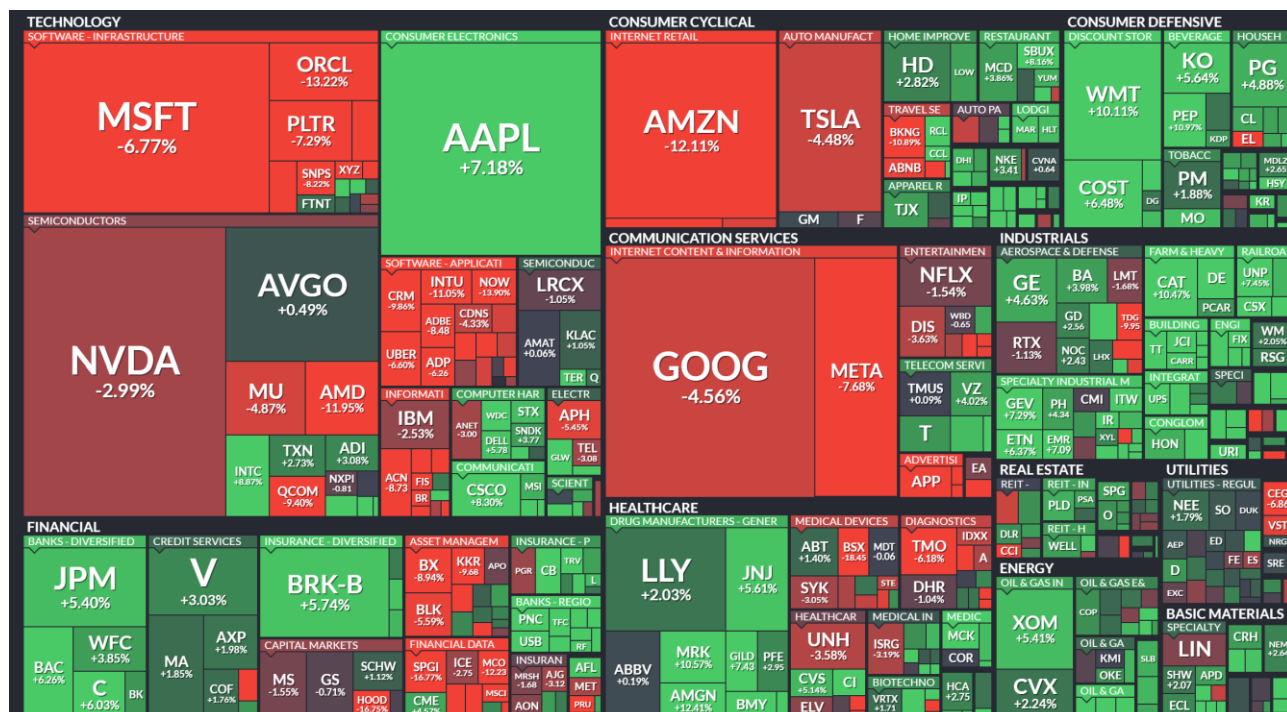 TECHNOLOGY
SOFTWARE - INFRASTRUCTURE
MSFT
-6.77%
ORCL
-13.22%
PLTR
-7.29%
SNPS
-8.22%
XYZ
FTNT
CONSUMER ELECTRONICS
AAPL
+7.18%
SEMICONDUCTORS
NVDA
-2.99%
AVGO
+0.49%
MU
-4.87%
AMD
-11.95%
INTC
+8.87%
TXN
+2.73%
ADI
+3.08%
QCOM
-9.40%
NXPI
-0.81
SOFTWARE - APPLICATI
CRM
-9.86%
INTU
-11.05%
NOW
-13.90%
ADBE
-8.48
CDNS
-4.33%
UBER
-6.60%
ADP
-6.26
SEMICONDUC
LRCX
-1.05%
AMAT
+0.06%
KLAC
+1.05%
TER
Q
INFORMATI
IBM
-2.53%
ACN
-8.73
FIS
BR
COMPUTER HAR
ANET
-3.00
WDC
STX
DELL
+5.78
SNDK
+3.77
COMMUNICATI
CSCO
+8.30%
MSI
ELECTR
APH
-5.45%
GLW
TEL
-3.08
SCIENT
CONSUMER CYCLICAL
INTERNET RETAIL
AMZN
-12.11%
AUTO MANUFACT
TSLA
-4.48%
GM
F
HOME IMPROVE
HD
+2.82%
LOW
RESTAURANT
MCD
+3.86%
SBUX
+8.16%
YUM
TRAVEL SE
BKNG
-10.89%
RCL
CCL
ABNB
AUTO PA
LODGI
MAR
HLT
DHI
NKE
+3.41
CVNA
+0.64
APPAREL R
TJX
IP
CONSUMER DEFENSIVE
DISCOUNT STOR
WMT
+10.11%
COST
+6.48%
DG
BEVERAGE
KO
+5.64%
PEP
+10.97%
KDP
HOUSEH
PG
+4.88%
CL
EL
TOBACC
PM
+1.88%
MO
MDLZ
+2.65
HSY
KR
COMMUNICATION SERVICES
INTERNET CONTENT & INFORMATION
GOOG
-4.56%
META
-7.68%
ENTERTAINMEN
NFLX
-1.54%
DIS
-3.63%
WBD
-0.65
TELECOM SERVI
TMUS
+0.09%
VZ
+4.02%
T
ADVERTISI
APP
EA
INDUSTRIALS
AEROSPACE & DEFENSE
GE
+4.63%
BA
+3.98%
LMT
-1.68%
RTX
-1.13%
GD
+2.56
TDG
-9.95
NOC
+2.43
LHX
FARM & HEAVY
CAT
+10.47%
DE
PCAR
RAILROA
UNP
+7.45%
CSX
BUILDING
TT
JCI
CARR
ENGI
FIX
WM
+2.05%
RSG
SPECIALTY INDUSTRIAL M
GEV
+7.29%
PH
+4.34
CMI
ITW
ETN
+6.37%
EMR
+7.09
IR
XYL
INTEGRAT
UPS
SPECI
CONGLOM
HON
URI
REAL ESTATE
REIT -
DLR
CCI
REIT - IN
PLD
PSA
REIT - H
WELL
SPG
O
UTILITIES
UTILITIES - REGUL
NEE
+1.79%
SO
DUK
CEG
-6.86
VST
AEP
ED
NRG
D
FE
ES
SRE
EXC
FINANCIAL
BANKS - DIVERSIFIED
JPM
+5.40%
BAC
+6.26%
WFC
+3.85%
C
+6.03%
BK
CREDIT SERVICES
V
+3.03%
MA
+1.85%
AXP
+1.98%
COF
+1.76%
INSURANCE - DIVERSIFIED
BRK-B
+5.74%
CAPITAL MARKETS
MS
-1.55%
GS
-0.71%
SCHW
+1.12%
HOOD
-16.75%
ASSET MANAGEM
BX
-8.94%
KKR
-9.68
APO
BLK
-5.59%
FINANCIAL DATA
SPGI
-16.77%
ICE
-2.75
MCO
-12.23
MSCI
CME
+4.57%
INSURANCE - P
PGR
CB
TRV
L
BANKS - REGIO
PNC
TFC
USB
RF
INSURAN
MRSH
-1.68
AJG
-3.12
AON
AFL
MET
PRU
HEALTHCARE
DRUG MANUFACTURERS - GENER
LLY
+2.03%
JNJ
+5.61%
ABBV
+0.19%
MRK
+10.57%
GILD
+7.43
PFE
+2.95
AMGN
+12.41%
BMY
MEDICAL DEVICES
ABT
+1.40%
BSX
-18.45
MDT
-0.06
SYK
-3.05%
STE
DIAGNOSTICS
TMO
-6.18%
IDXX
A
DHR
-1.04%
HEALTHCAR
UNH
-3.58%
CVS
+5.14%
CI
ELV
MEDICAL IN
ISRG
-3.19%
BIOTECHNO
VRTX
+1.71
MEDIC
MCK
COR
HCA
+2.75
ENERGY
OIL & GAS IN
XOM
+5.41%
CVX
+2.24%
OIL & GAS E&
COP
OIL & GA
KMI
OKE
SLB
OIL & GA
BASIC MATERIALS
SPECIALTY
LIN
SHW
+2.07
APD
ECL
CRH
NEM
+2.64